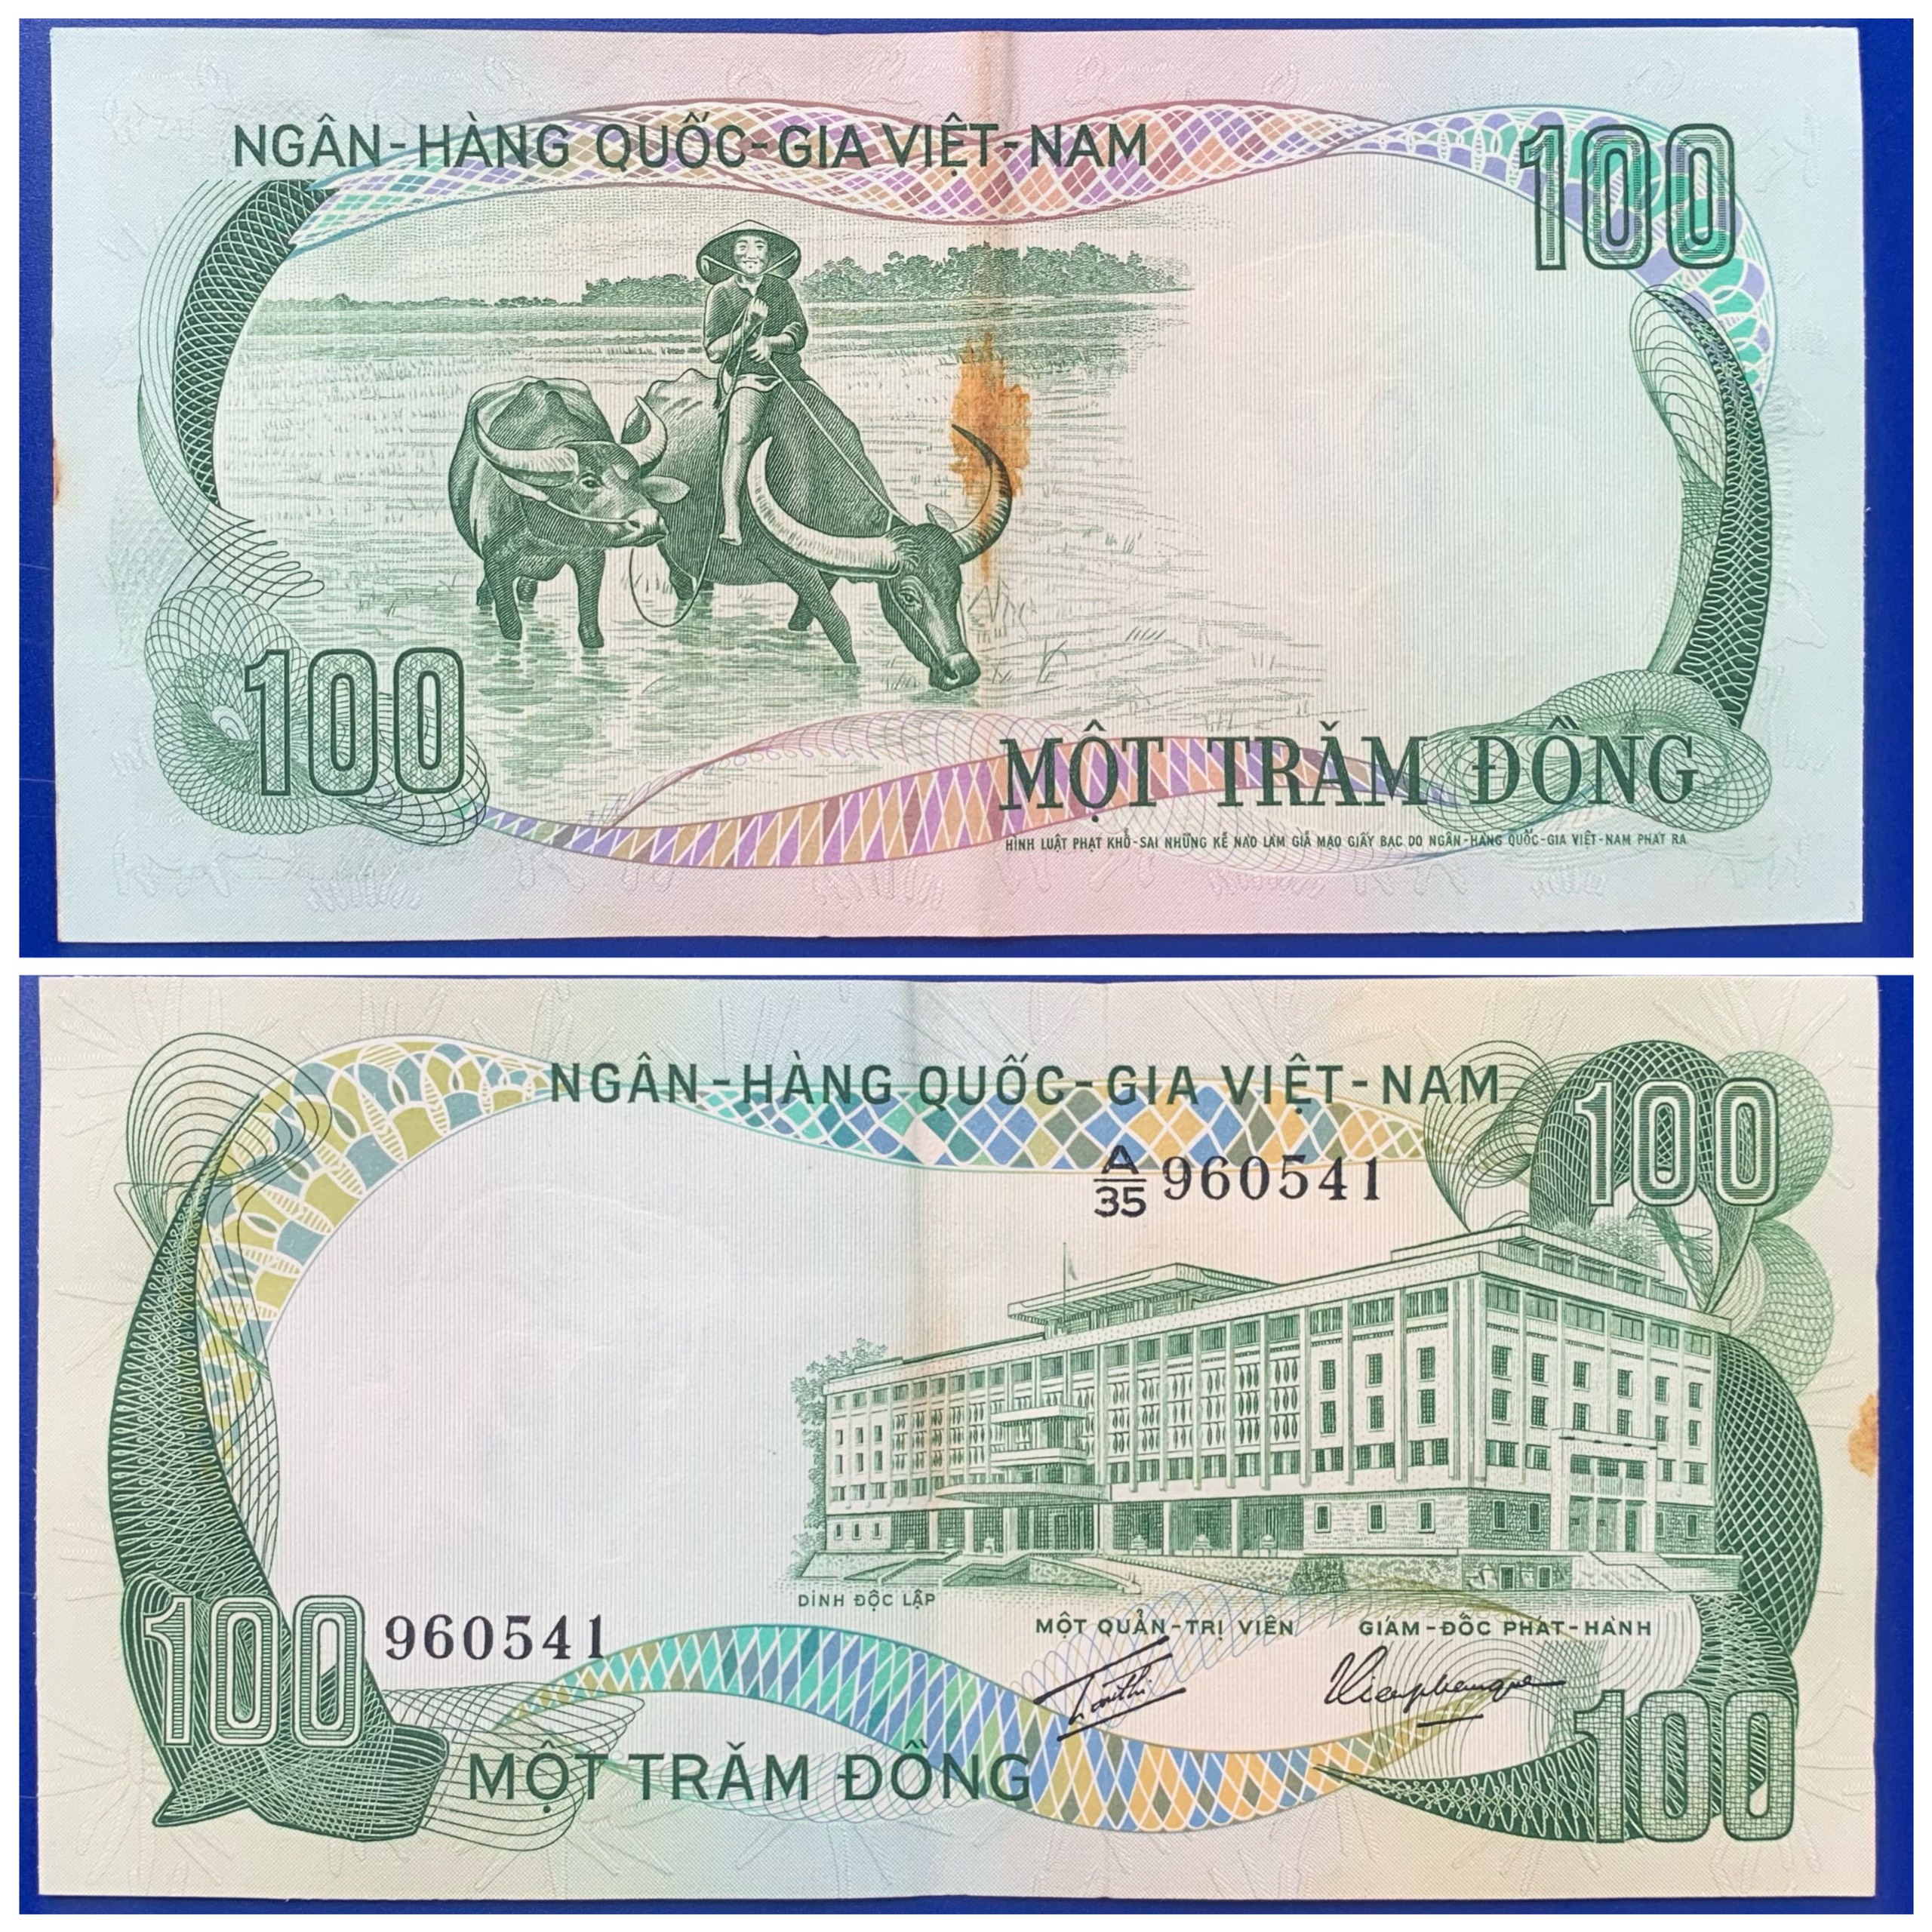 NGÂN-HÀNG QUỐC-GIA VIỆT-NAM
100
100
MỘT TRĂM ĐỒNG
HÌNH LUẬT PHẠT KHỔ-SAI NHỮNG KẺ NÀO LÀM GIẢ MẠO GIẤY BẠC DO NGÂN-HÀNG QUỐC-GIA VIỆT-NAM PHÁT RA
NGÂN-HÀNG QUỐC-GIA VIỆT-NAM
100
A/35 960541
DINH ĐỘC LẬP
MỘT QUẢN-TRỊ VIÊN
GIÁM-ĐỐC PHÁT-HÀNH
100
960541
100
MỘT TRĂM ĐỒNG